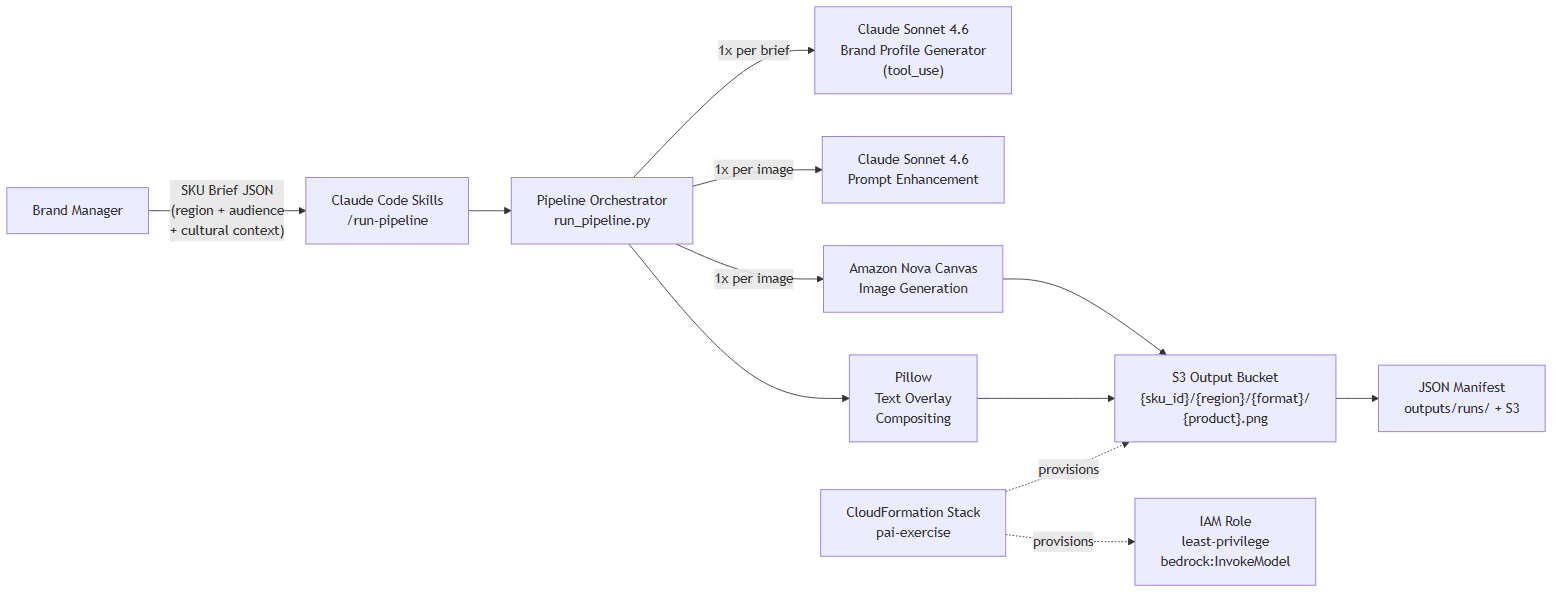 Brand Manager
SKU Brief JSON
(region + audience
+ cultural context)
Claude Code Skills
/run-pipeline
Pipeline Orchestrator
run_pipeline.py
1x per brief
Claude Sonnet 4.6
Brand Profile Generator
(tool_use)
1x per image
Claude Sonnet 4.6
Prompt Enhancement
1x per image
Amazon Nova Canvas
Image Generation
Pillow
Text Overlay
Compositing
S3 Output Bucket
{sku_id}/{region}/{format}/
{product}.png
JSON Manifest
outputs/runs/ + S3
CloudFormation Stack
pai-exercise
provisions
provisions
IAM Role
least-privilege
bedrock:InvokeModel